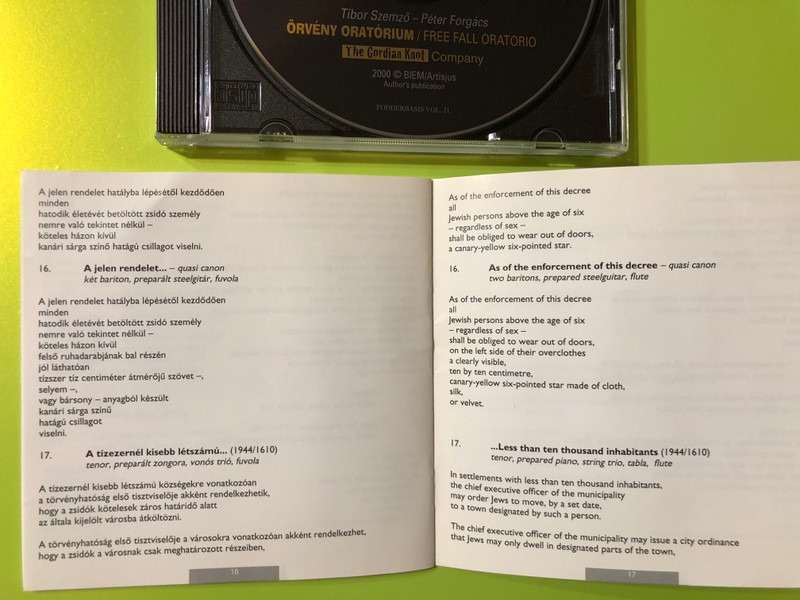 Tibor Szemző – Péter Forgács
ÖRVÉNY ORATÓRIUM / FREE FALL ORATORIO
The Gordian Knot Company
2000 © BIEM/Artisjus
Author's publication
FODDERBASIS VOL. 21.
A jelen rendelet hatályba lépésétől kezdődően
minden
hatodik életévét betöltött zsidó személy
nemre való tekintet nélkül –
köteles házon kívül
kanári sárga színő hatágú csillagot viselni.
16. A jelen rendelet... – quasi canon
két bariton, preparált steelgitár, fuvola
A jelen rendelet hatályba lépésétől kezdődően
minden
hatodik életévét betöltött zsidó személy
nemre való tekintet nélkül –
köteles házon kívül
felső ruhadarabjának bal részén
jól láthatóan
tízszer tíz centiméter átmérőjű szövet –,
selyem –,
vagy bársony – anyagból készült
kanári sárga színű
hatágú csillagot
viselni.
17. A tízezernél kisebb létszámú... (1944/1610)
tenor, preparált zongora, vonós trió, fuvola
A tízezernél kisebb létszámú községekre vonatkozóan
a törvényhatóság első tisztviselője akként rendelkezhetik,
hogy a zsidók kötelesek záros határidő alatt
az általa kijelölt városba átköltözni.
A törvényhatóság első tisztviselője a városokra vonatkozóan akként rendelkezhet,
hogy a zsidók a városnak csak meghatározott részeiben,
16
As of the enforcement of this decree
all
Jewish persons above the age of six
– regardless of sex –
shall be obliged to wear out of doors,
a canary-yellow six-pointed star.
16. As of the enforcement of this decree – quasi canon
two baritons, prepared steelguitar, flute
As of the enforcement of this decree
all
Jewish persons above the age of six
– regardless of sex –
shall be obliged to wear out of doors,
on the left side of their overclothes
a clearly visible,
ten by ten centimetre,
canary-yellow six-pointed star made of cloth,
silk,
or velvet.
17. ...Less than ten thousand inhabitants (1944/1610)
tenor, prepared piano, string trio, tabla, flute
In settlements with less than ten thousand inhabitants,
the chief executive officer of the municipality
may order Jews to move, by a set date,
to a town designated by such a person.
The chief executive officer of the municipality may issue a city ordinance
that Jews may only dwell in designated parts of the town,
17